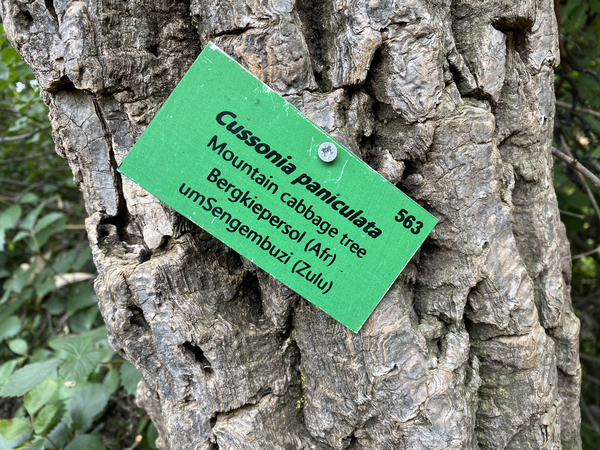 Cussonia paniculata
563
Mountain cabbage tree
Bergkiepersol (Afr)
umSengembuzi (Zulu)